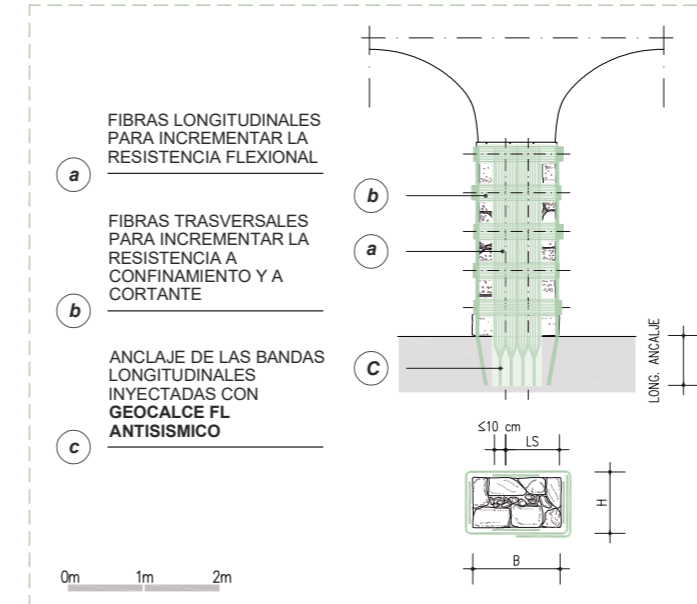 FIBRAS LONGITUDINALES
PARA INCREMENTAR LA
RESISTENCIA FLEXIONAL
a
FIBRAS TRASVERSALES
PARA INCREMENTAR LA
RESISTENCIA A
CONFINAMIENTO Y A
CORTANTE
b
ANCLAJE DE LAS BANDAS
LONGITUDINALES
INYECTADAS CON
GEOCALCE FL
ANTISISMICO
c
0m 1m 2m
b
a
C
LONG. ANCALJE
≤10 cm
LS
H
B